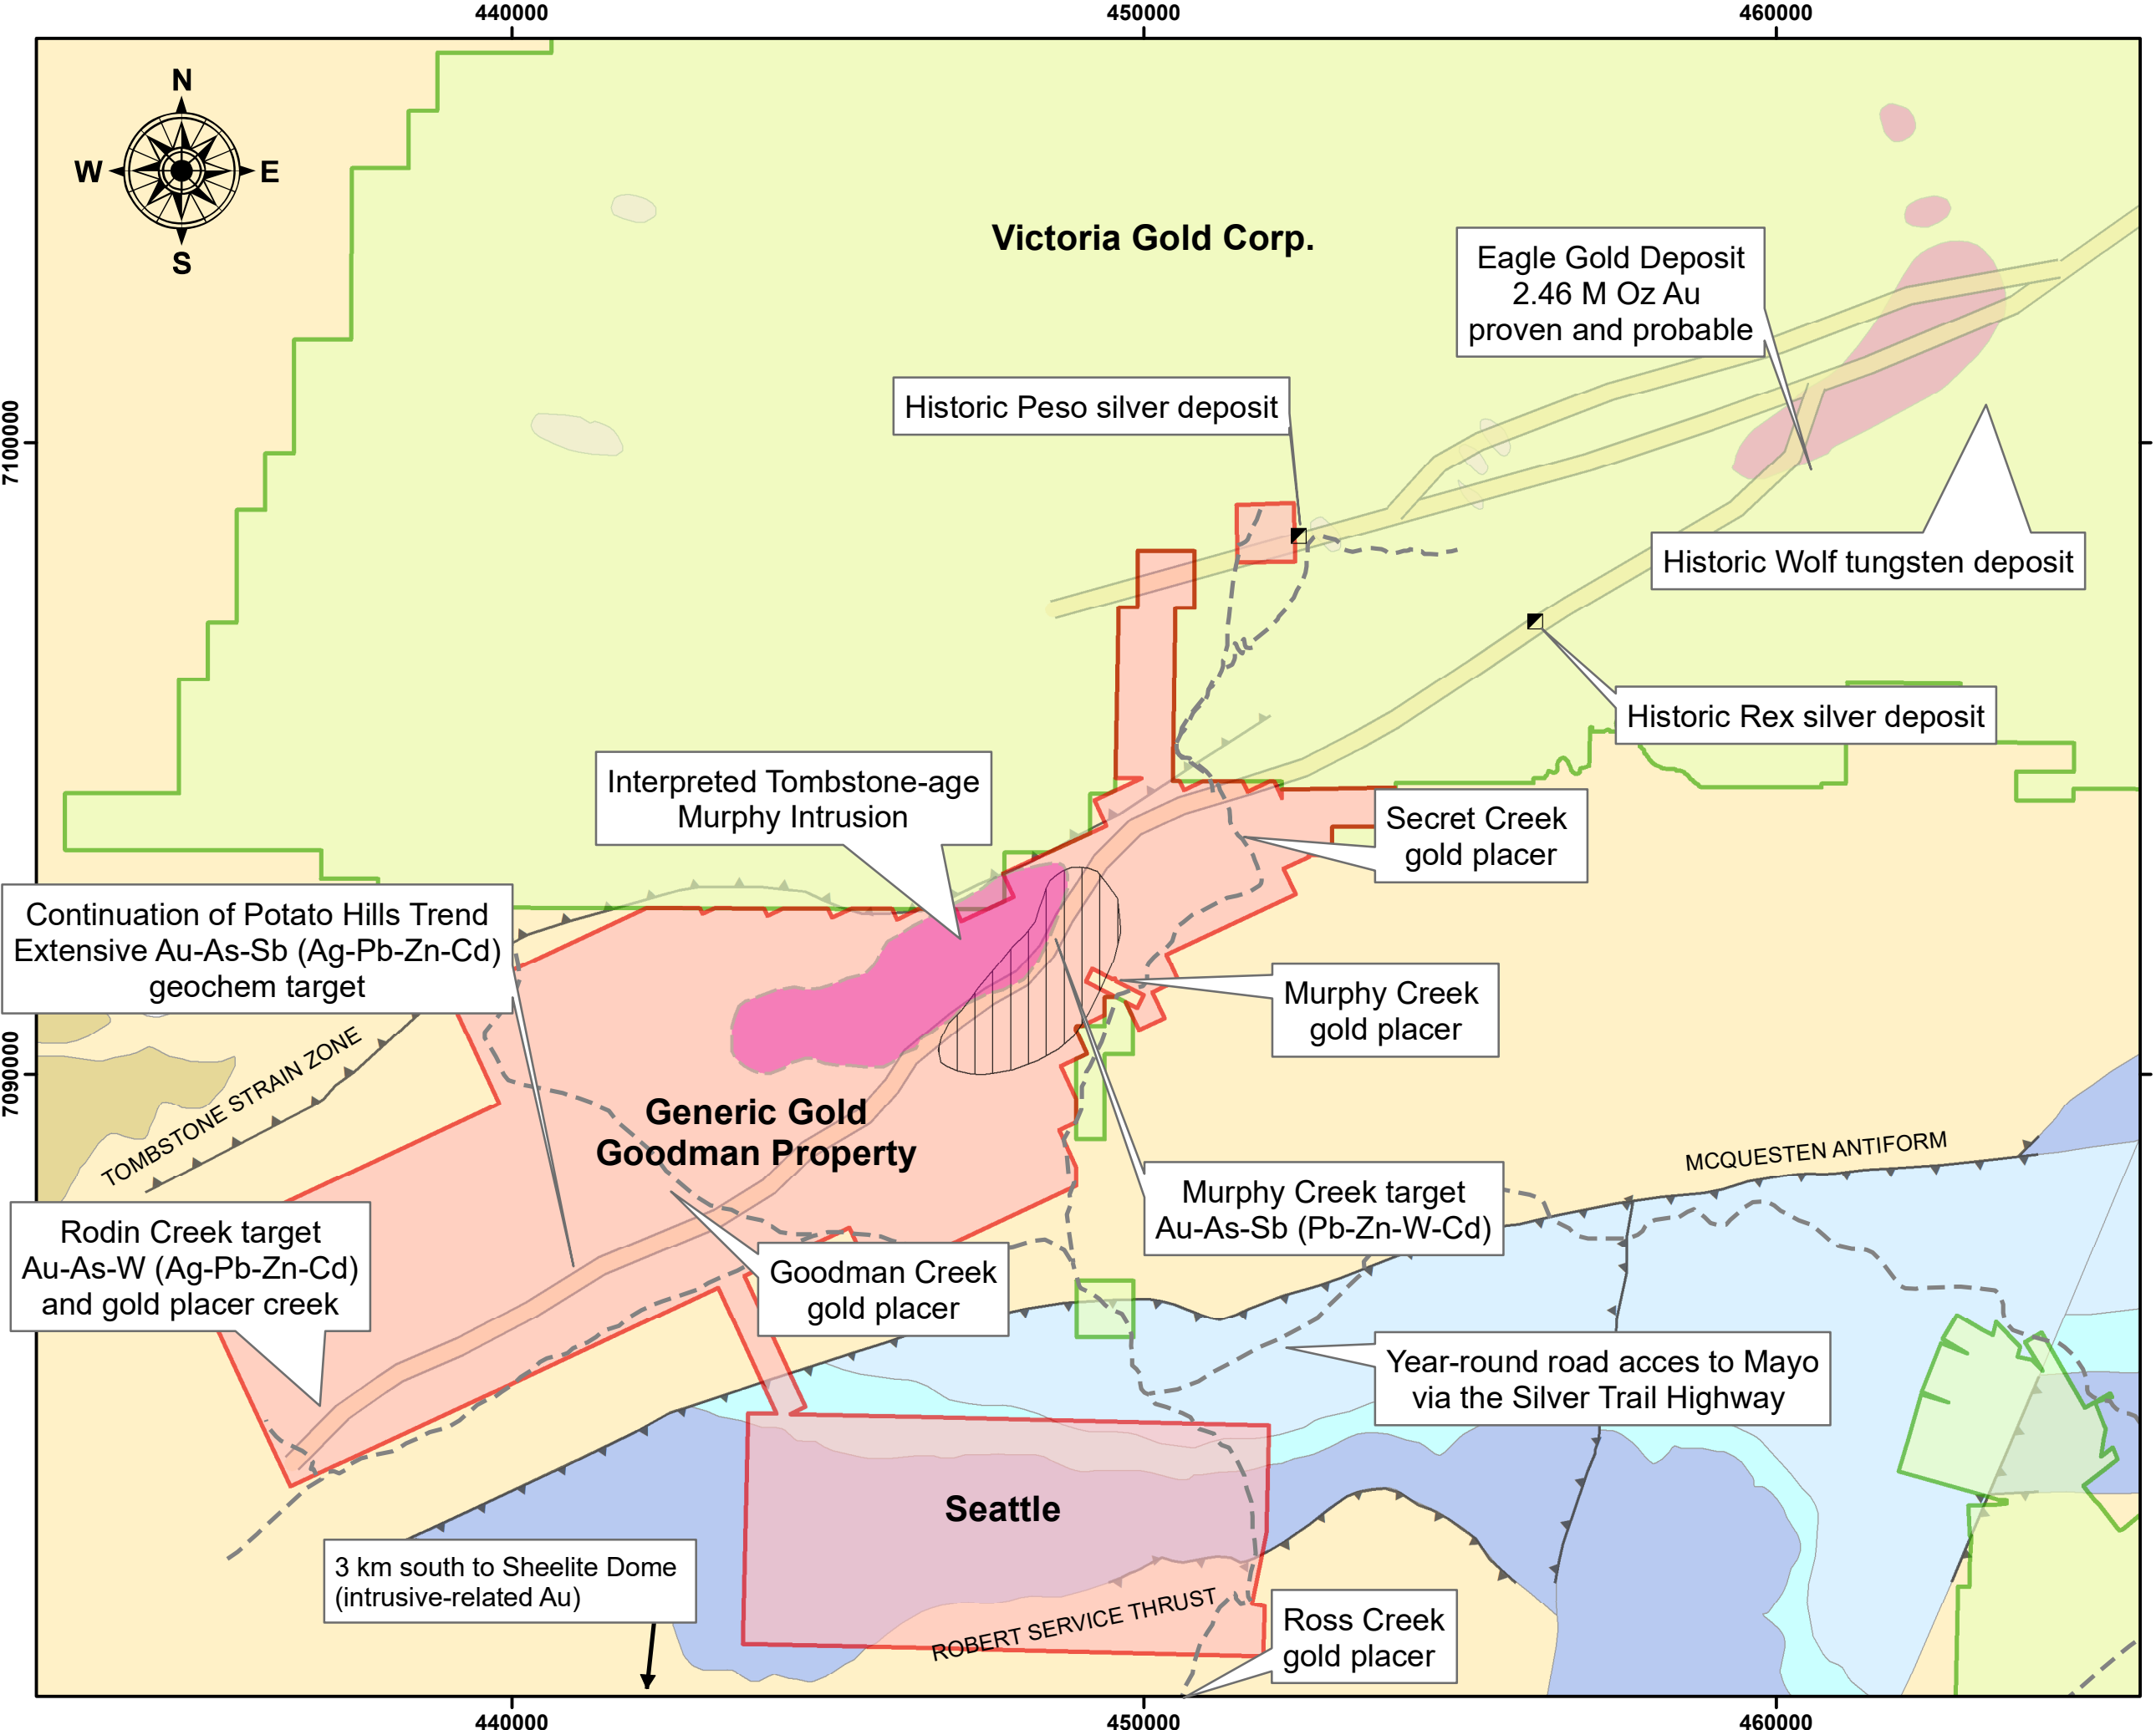 440000
450000
460000
N
W
E
S
Victoria Gold Corp.
Eagle Gold Deposit
2.46 M Oz Au
proven and probable
Historic Peso silver deposit
7100000
Historic Wolf tungsten deposit
Historic Rex silver deposit
Interpreted Tombstone-age
Murphy Intrusion
Secret Creek
gold placer
Continuation of Potato Hills Trend
Extensive Au-As-Sb (Ag-Pb-Zn-Cd)
geochem target
Murphy Creek
gold placer
7090000
TOMBSTONE STRAIN ZONE
Generic Gold
Goodman Property
MCQUESTEN ANTIFORM
Murphy Creek target
Au-As-Sb (Pb-Zn-W-Cd)
Rodin Creek target
Au-As-W (Ag-Pb-Zn-Cd)
and gold placer creek
Goodman Creek
gold placer
Year-round road acces to Mayo
via the Silver Trail Highway
Seattle
3 km south to Sheelite Dome
(intrusive-related Au)
ROBERT SERVICE THRUST
Ross Creek
gold placer
440000
450000
460000